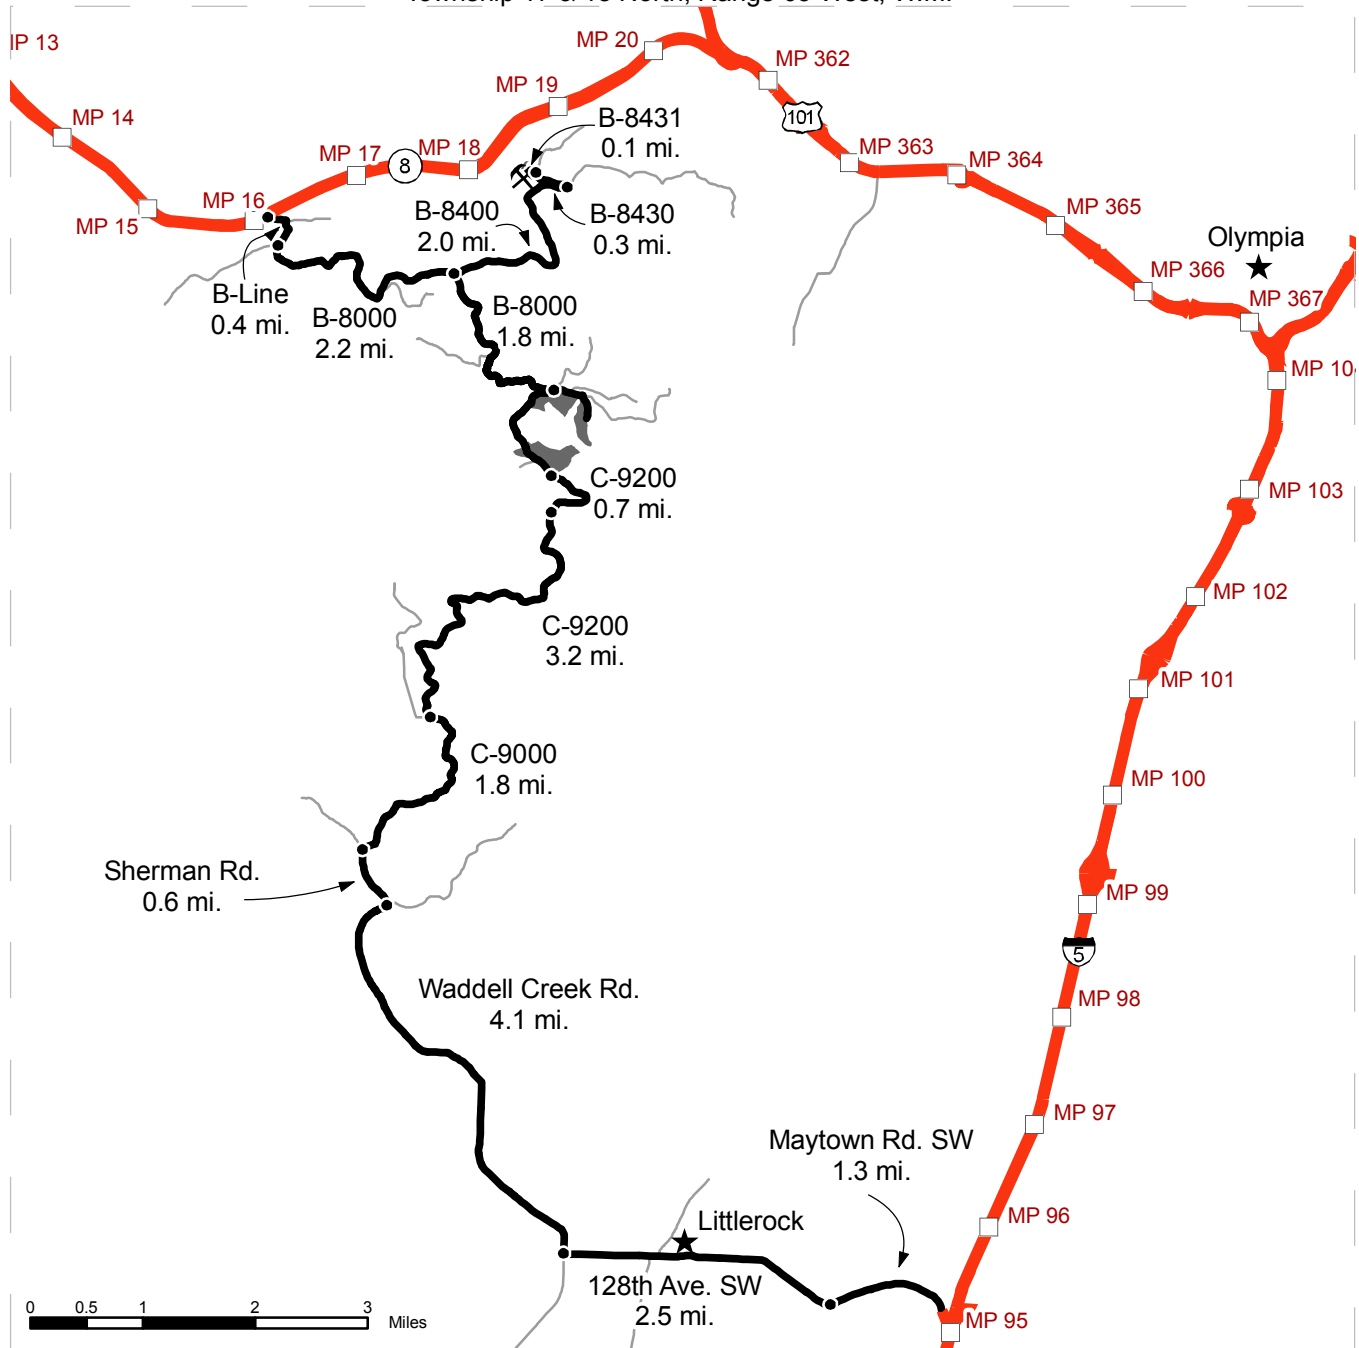 MP 13
MP 20
MP 362
MP 14
MP 19
101
B-8431
0.1 mi.
MP 17
8
MP 18
MP 363
MP 364
MP 16
MP 15
B-8400
2.0 mi.
B-8430
0.3 mi.
MP 365
Olympia
MP 366
MP 367
B-Line
0.4 mi.
B-8000
2.2 mi.
B-8000
1.8 mi.
MP 104
C-9200
0.7 mi.
MP 103
MP 102
C-9200
3.2 mi.
MP 101
C-9000
1.8 mi.
MP 100
Sherman Rd.
0.6 mi.
MP 99
5
Waddell Creek Rd.
4.1 mi.
MP 98
MP 97
Maytown Rd. SW
1.3 mi.
MP 96
Littlerock
128th Ave. SW
2.5 mi.
MP 95
0 0.5 1 2 3
Miles